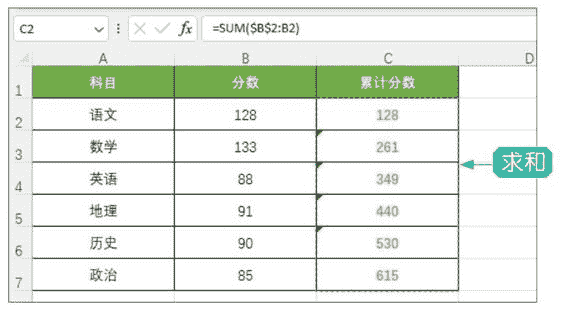 C2 fx =SUM($B$2:B2)
A B C D
1 科目 分数 累计分数
2 语文 128 128
3 数学 133 261
求和
4 英语 88 349
5 地理 91 440
6 历史 90 530
7 政治 85 615